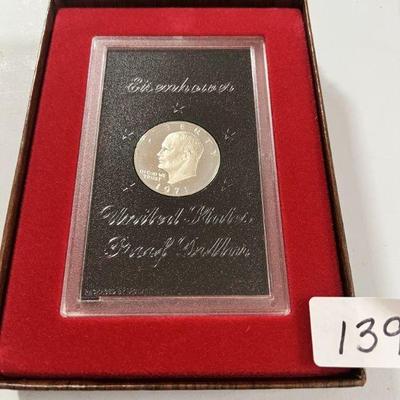 Eisenhower
LIBERTY
IN GOD WE
TRUST
1971
United States
Proof Dollar
139